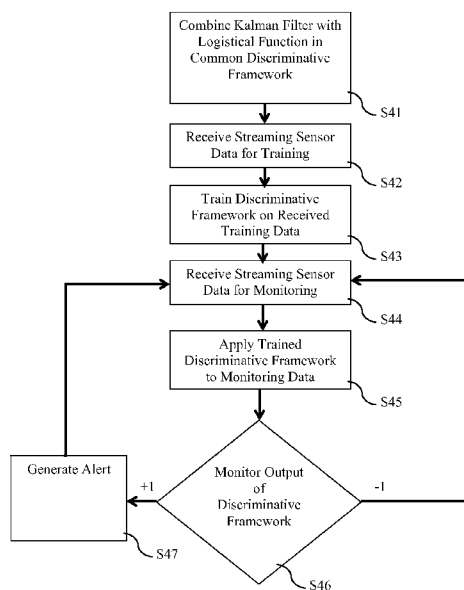 Combine Kalman Filter with
Logistical Function in
Common Discriminative
Framework
S41
Receive Streaming Sensor
Data for Training
S42
Train Discriminative
Framework on Received
Training Data
S43
Receive Streaming Sensor
Data for Monitoring
S44
Apply Trained
Discriminative Framework
to Monitoring Data
S45
Generate Alert
+1
Monitor Output
of
Discriminative
Framework
-1
S47
S46